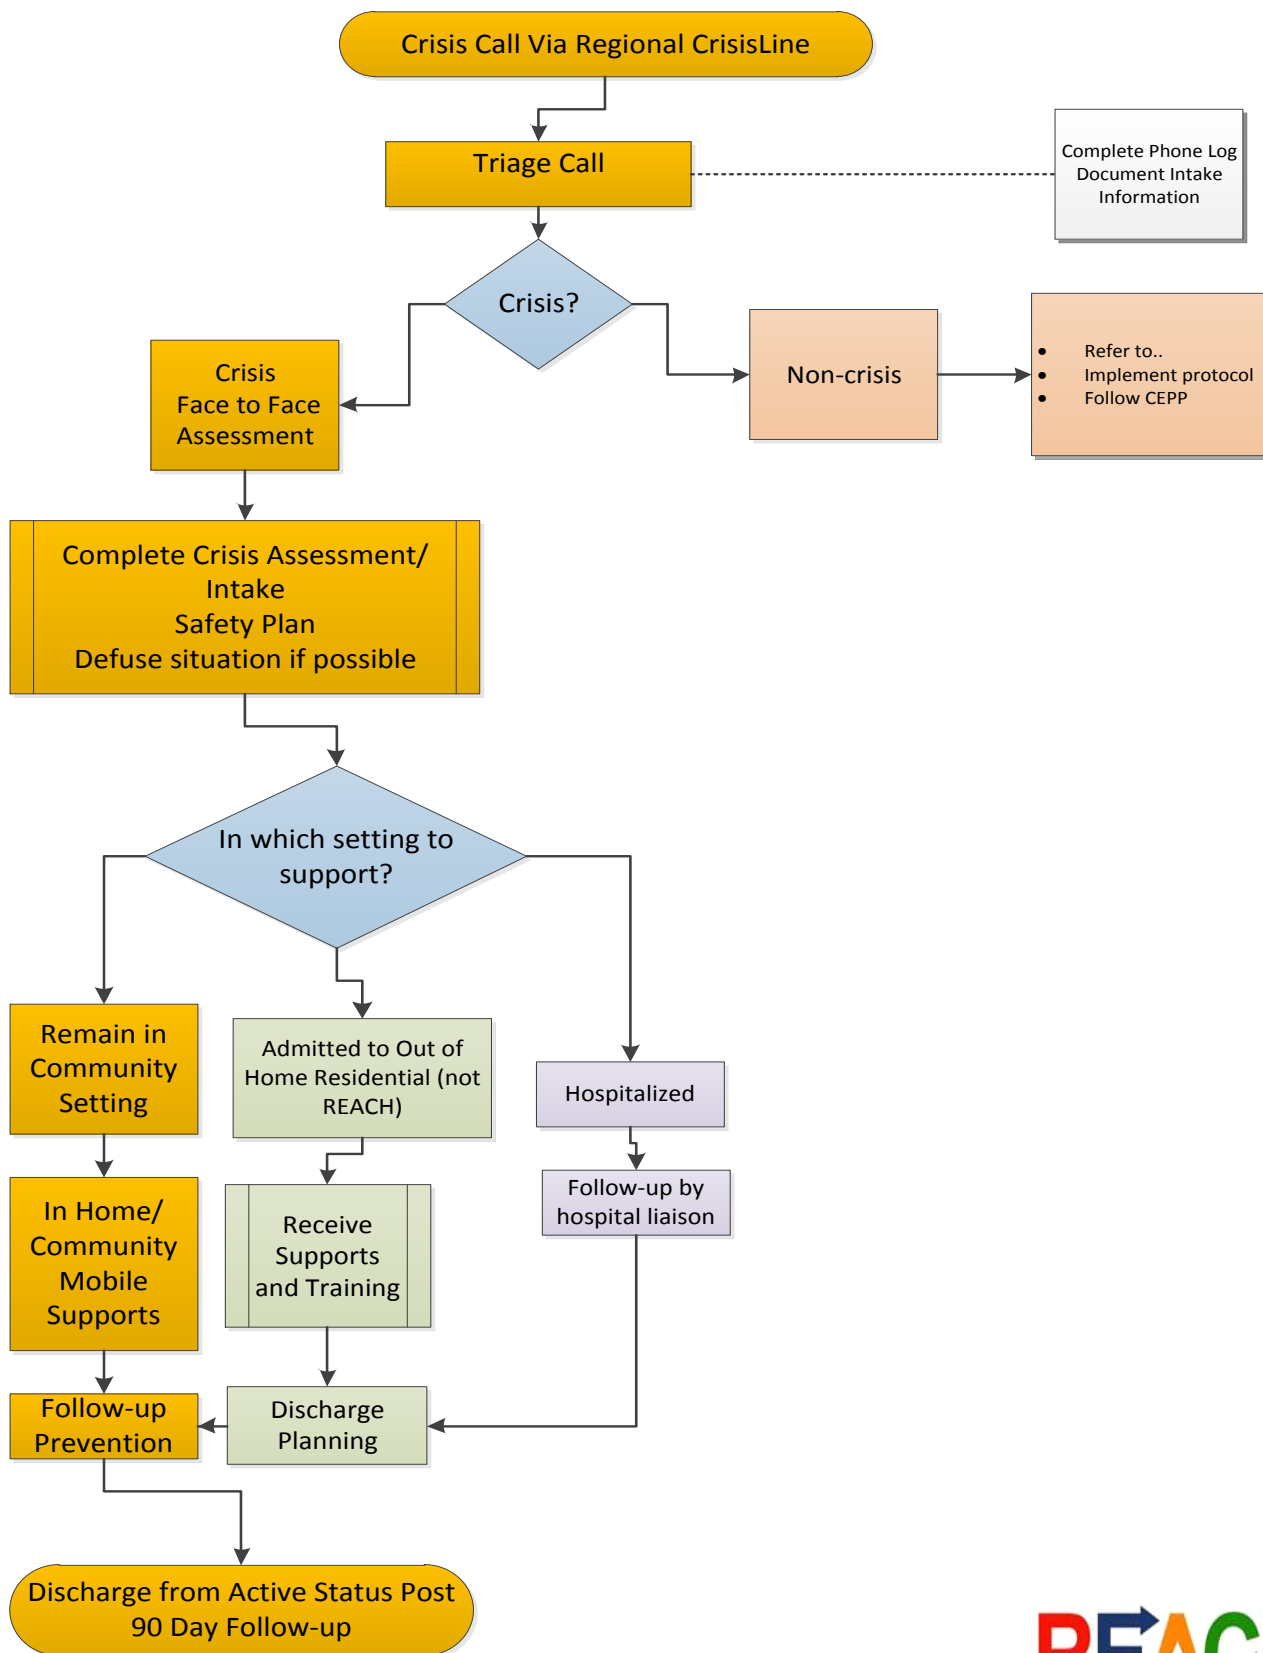 Crisis Call Via Regional CrisisLine
Triage Call
Complete Phone Log
Document Intake
Information
Crisis?
Crisis
Face to Face
Assessment
Non-crisis
• Refer to..
• Implement protocol
• Follow CEPP
Complete Crisis Assessment/
Intake
Safety Plan
Defuse situation if possible
In which setting to
support?
Remain in
Community
Setting
Admitted to Out of
Home Residential (not
REACH)
Hospitalized
In Home/
Community
Mobile
Supports
Receive
Supports
and Training
Follow-up by
hospital liaison
Follow-up
Prevention
Discharge
Planning
Discharge from Active Status Post
90 Day Follow-up
REAC